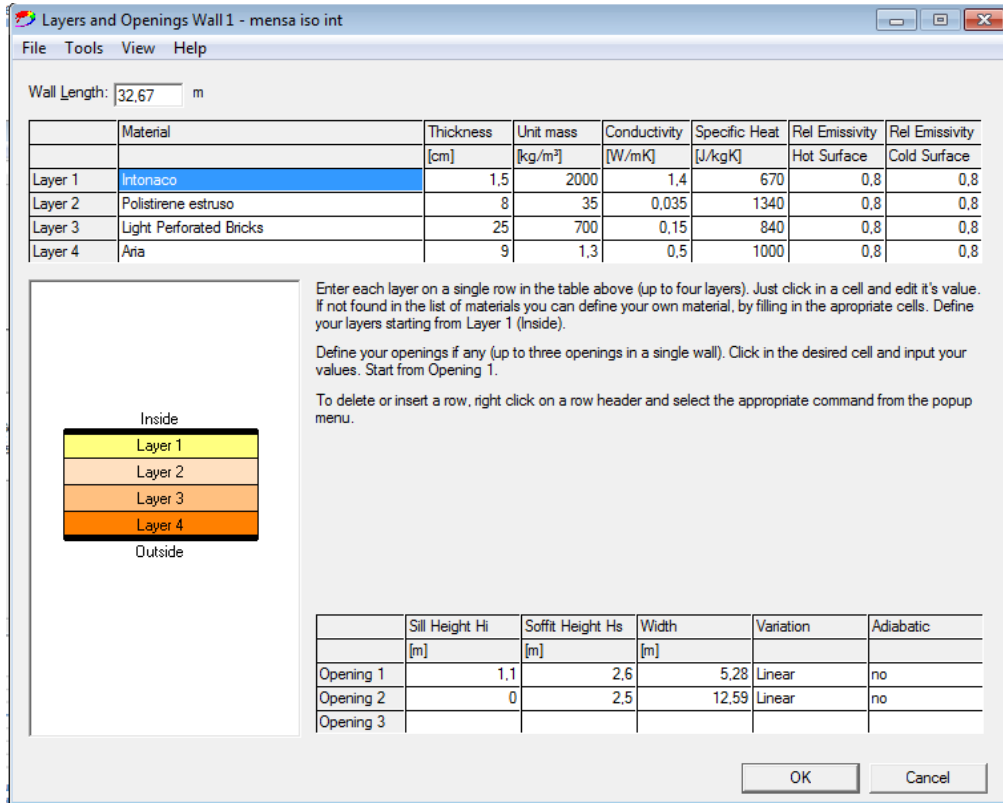 Layers and Openings Wall 1 - mensa iso int
File Tools View Help
Wall Length: 32,67 m
Material Thickness Unit mass Conductivity Specific Heat Rel Emissivity Rel Emissivity
[cm] [kg/m³] [W/mK] [J/kgK] Hot Surface Cold Surface
Layer 1 Intonaco 1,5 2000 1,4 670 0,8 0,8
Layer 2 Polistirene estruso 8 35 0,035 1340 0,8 0,8
Layer 3 Light Perforated Bricks 25 700 0,15 840 0,8 0,8
Layer 4 Aria 9 1,3 0,5 1000 0,8 0,8
Enter each layer on a single row in the table above (up to four layers). Just click in a cell and edit it's value.
If not found in the list of materials you can define your own material, by filling in the apropriate cells. Define
your layers starting from Layer 1 (Inside).
Define your openings if any (up to three openings in a single wall). Click in the desired cell and input your
values. Start from Opening 1.
To delete or insert a row, right click on a row header and select the appropriate command from the popup
menu.
Inside
Layer 1
Layer 2
Layer 3
Layer 4
Outside
Sill Height Hi Soffit Height Hs Width Variation Adiabatic
[m] [m] [m]
Opening 1 1,1 2,6 5,28 Linear no
Opening 2 0 2,5 12,59 Linear no
Opening 3
OK Cancel